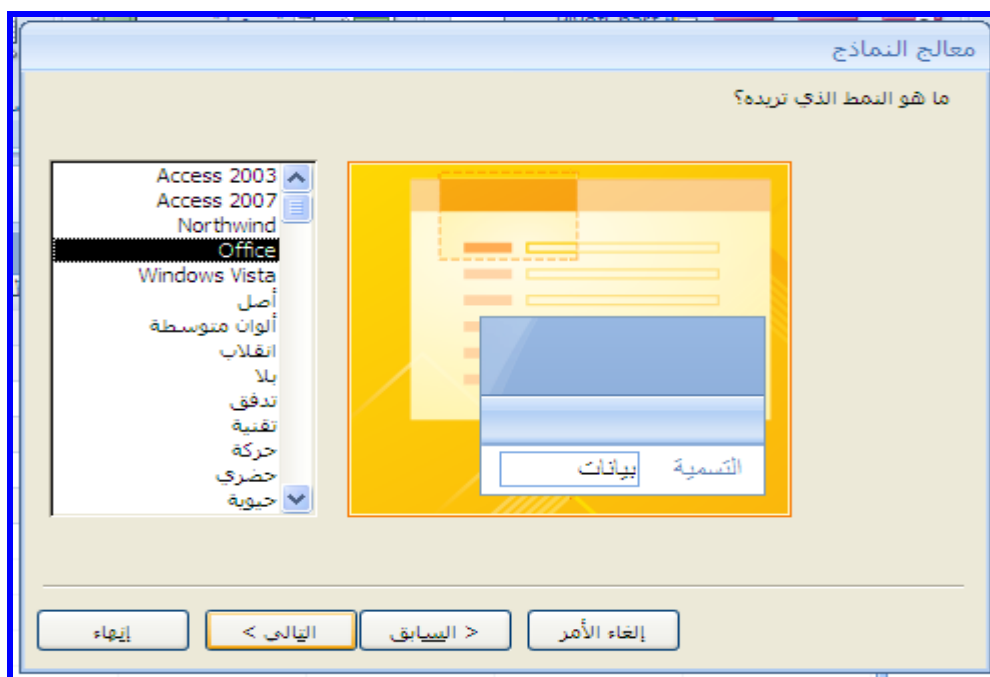 معالج النماذج
ما هو النمط الذي تريده؟
Access 2003
Access 2007
Northwind
Office
Windows Vista
أصل
ألوان متوسطة
انقلاب
بلا
تدفق
تقنية
حركة
حضري
حيوية
التسمية بيانات
إلغاء الأمر
< السابق
التالي >
إنهاء